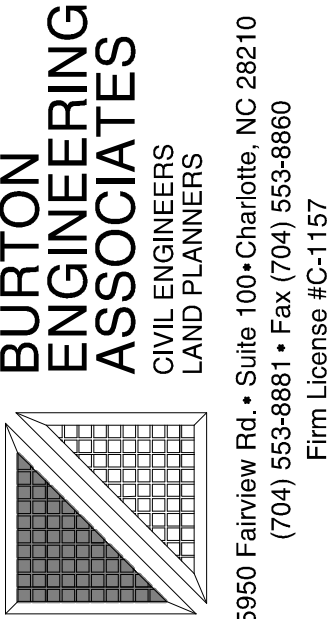 BURTON
ENGINEERING
ASSOCIATES
CIVIL ENGINEERS
LAND PLANNERS
5950 Fairview Rd. • Suite 100 • Charlotte, NC 28210
(704) 553-8881 • Fax (704) 553-8860
Firm License #C-1157